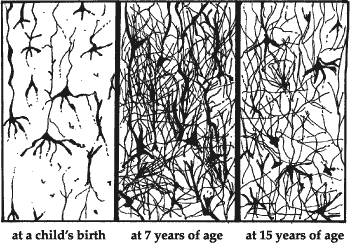 at a child's birth
at 7 years of age
at 15 years of age